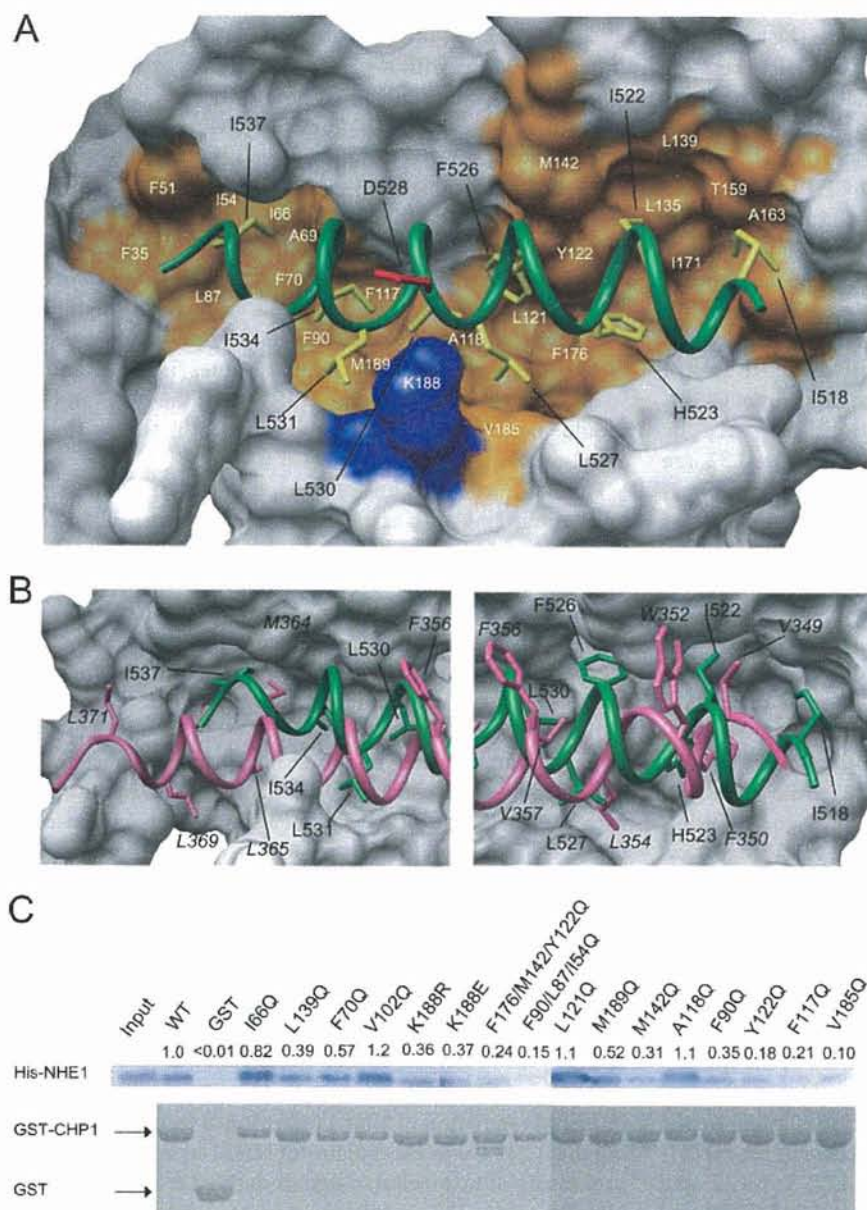 A
I537
I522
L139
F51
D528
F526
M142
I54
I66
T159
L135
A163
A69
F35
Y122
I171
F70
F117
L87
L121
I534
F90
A118
F176
M189
K188
I518
L531
H523
V185
L527
L530
B
M364
F356
L530
I537
L371
I534
L531
L369
L365
F526
W352
I522
F356
V349
L530
V357
L527
L354
H523
F350
I518
C
Input
WT
GST
I66Q
L139Q
F70Q
V102Q
K188R
K188E
F176/M142/Y122Q
F90/L87/I54Q
L121Q
M189Q
M142Q
A118Q
F90Q
Y122Q
F117Q
V185Q
1.0 <0.01 0.82 0.39 0.57 1.2 0.36 0.37 0.24 0.15 1.1 0.52 0.31 1.1 0.35 0.18 0.21 0.10
His-NHE1
GST-CHP1
GST